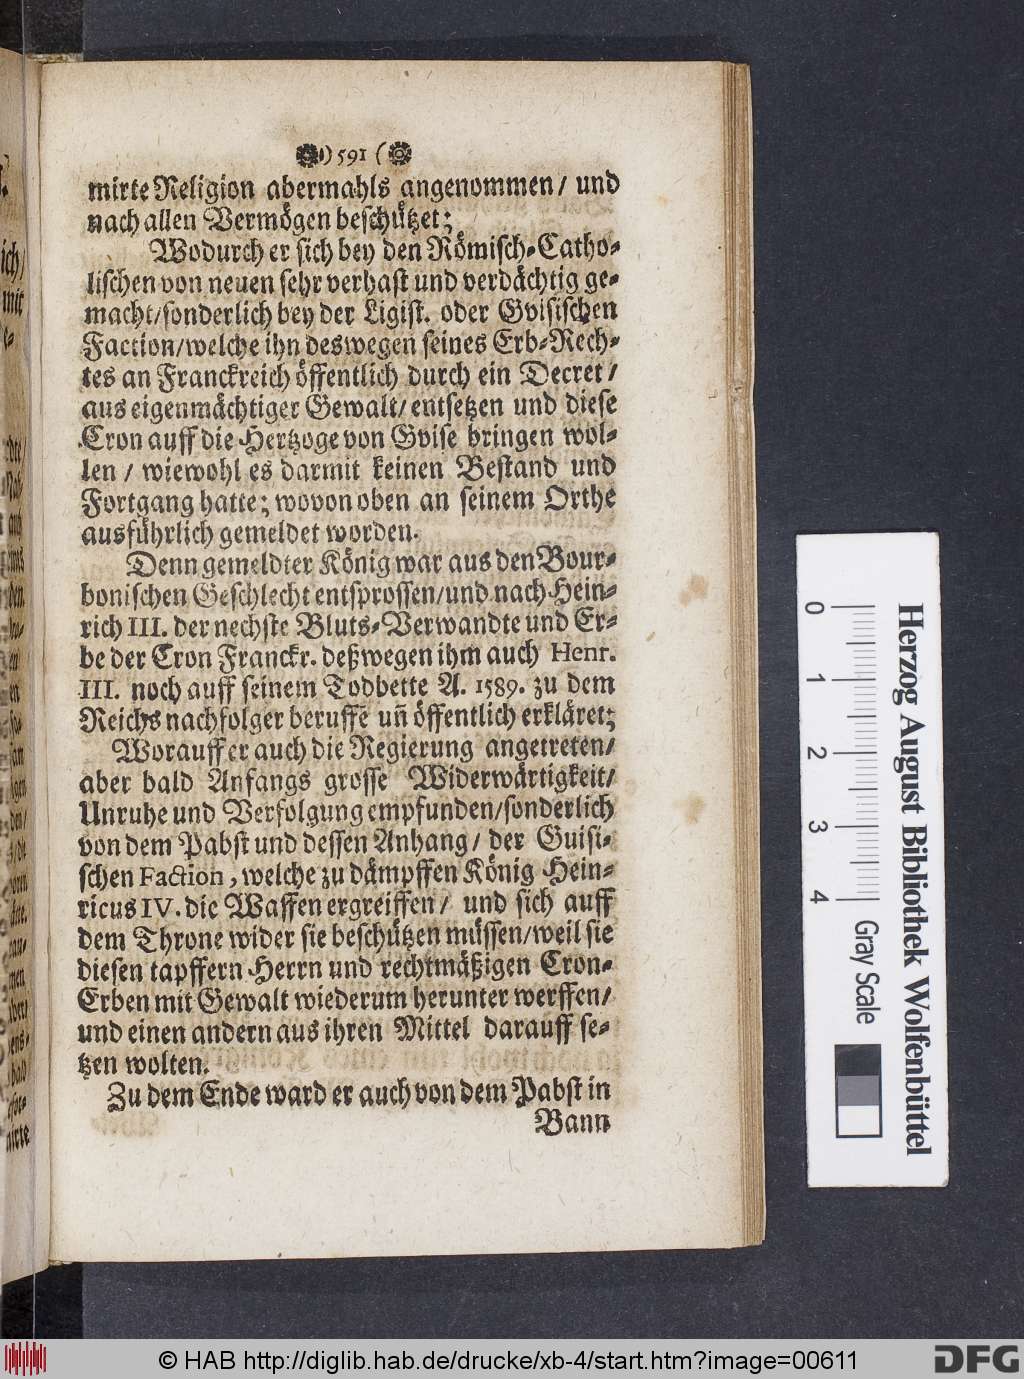 ) 591 (
mirte Religion abermahls angenommen / und
nach allen Vermögen beschützet;
Wodurch er sich bey den Römisch-Catho-
lischen von neuen sehr verhast und verdächtig ge-
macht/sonderlich bey der Ligist. oder Gvisischen
Faction/welche ihn deswegen seines Erb-Rech-
tes an Franckreich öffentlich durch ein Decret /
aus eigenmächtiger Gewalt/entsetzen und diese
Cron auff die Hertzoge von Gvise bringen wol-
len / wiewohl es darmit keinen Bestand und
Fortgang hatte; wovon oben an seinem Orthe
ausführlich gemeldet worden.
Denn gemeldter König war aus den Bour-
bonischen Geschlecht entsprossen/und nach Hein-
rich III. der nechste Bluts-Verwandte und Er-
be der Cron Franckr. deßwegen ihm auch Henr.
III. noch auff seinem Todbette A. 1589. zu dem
Reichs nachfolger beruffe uñ öffentlich erkläret;
Worauff er auch die Regierung angetreten/
aber bald Anfangs grosse Widerwärtigkeit/
Unruhe und Verfolgung empfunden/sonderlich
von dem Pabst und dessen Anhang/ der Guisi-
schen Faction, welche zu dämpffen König Hein-
ricus IV. die Waffen ergreiffen/ und sich auff
dem Throne wider sie beschützen müssen/weil sie
diesen tapffern Herrn und rechtmäßigen Cron-
Erben mit Gewalt wiederum herunter werffen/
und einen andern aus ihren Mittel darauff se-
tzen wolten.
Zu dem Ende ward er auch von dem Pabst in
Bann
0 1 2 3 4
Herzog August Bibliothek Wolfenbüttel
Gray Scale
© HAB http://diglib.hab.de/drucke/xb-4/start.htm?image=00611
DFG